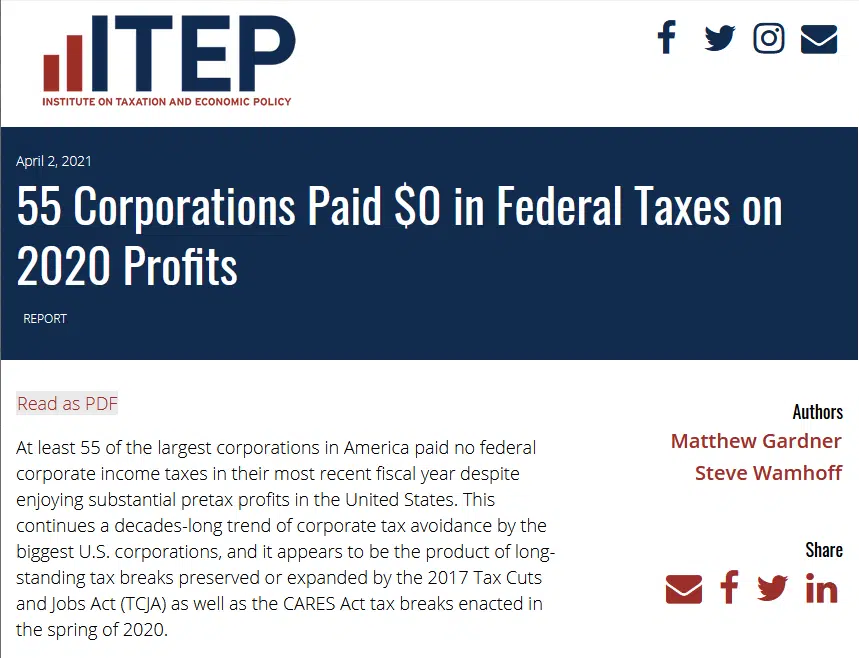 ITEP
INSTITUTE ON TAXATION AND ECONOMIC POLICY
April 2, 2021
55 Corporations Paid $0 in Federal Taxes on
2020 Profits
REPORT
Read as PDF
At least 55 of the largest corporations in America paid no federal
corporate income taxes in their most recent fiscal year despite
enjoying substantial pretax profits in the United States. This
continues a decades-long trend of corporate tax avoidance by the
biggest U.S. corporations, and it appears to be the product of long-
standing tax breaks preserved or expanded by the 2017 Tax Cuts
and Jobs Act (TCJA) as well as the CARES Act tax breaks enacted in
the spring of 2020.
Authors
Matthew Gardner
Steve Wamhoff
Share